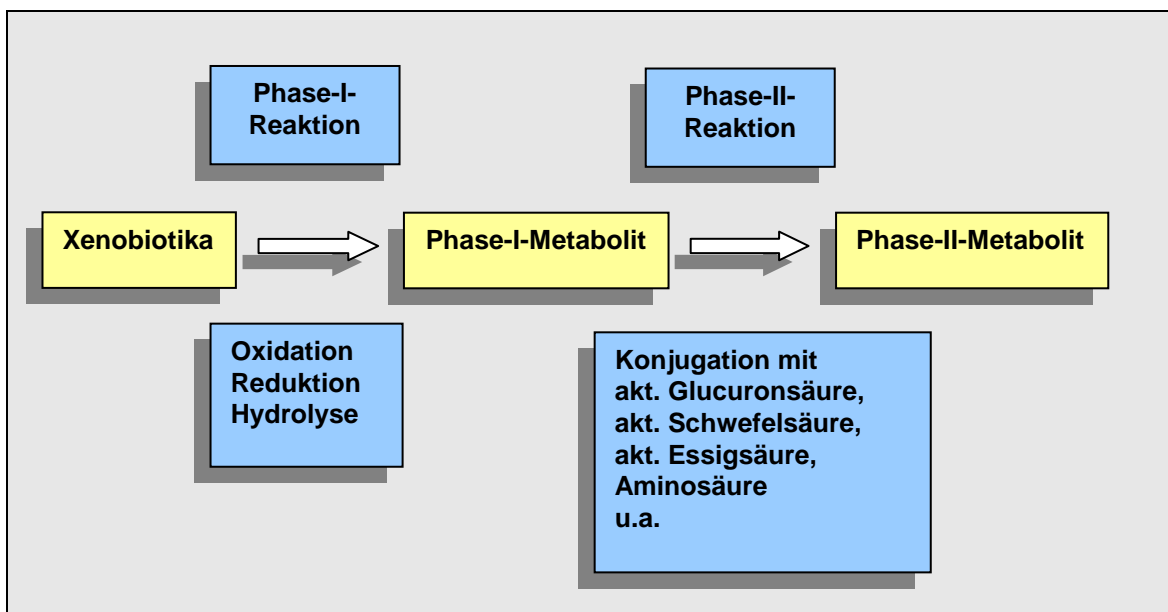 Phase-I-
Reaktion
Phase-II-
Reaktion
Xenobiotika
Phase-I-Metabolit
Phase-II-Metabolit
Oxidation
Reduktion
Hydrolyse
Konjugation mit
akt. Glucuronsäure,
akt. Schwefelsäure,
akt. Essigsäure,
Aminosäure
u.a.